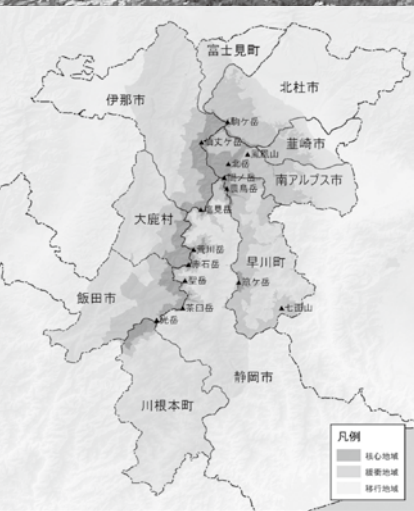 富士見町
北杜市
伊那市
駒ケ岳
仙丈ケ岳
韮崎市
鳳凰山
北岳
間ノ岳
南アルプス市
農鳥岳
大鹿村
塩見岳
荒川岳
早川町
赤石岳
聖岳
笊ケ岳
飯田市
茶臼岳
七面山
光岳
静岡市
川根本町
凡例
核心地域
緩衝地域
移行地域